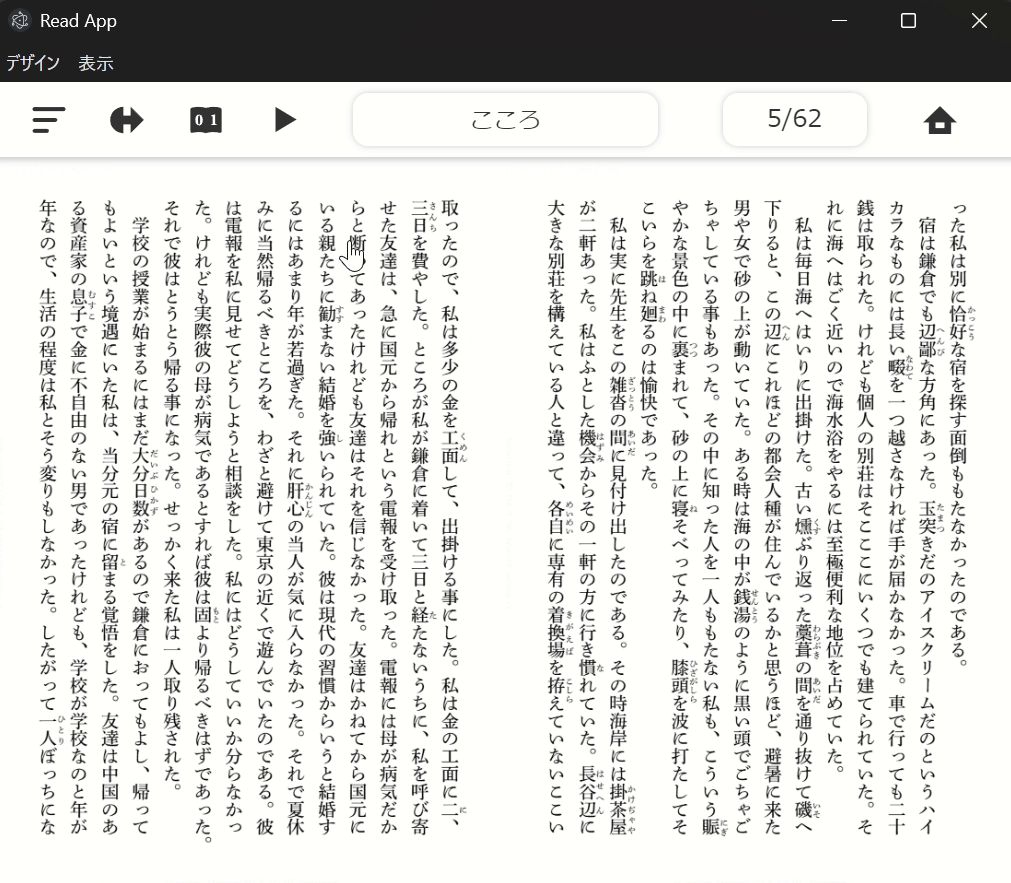 Read App
デザイン 表示
0 1
こころ
5/62
取ったので、私は多少の金を工面して、出掛ける事にした。私は金の工面に二、
三日を費やした。ところが私が鎌倉に着いて三日と経たないうちに、私を呼び寄
せた友達は、急に国元から帰れという電報を受け取った。電報には母が病気だか
らと断てあったけれども友達はそれを信じなかった。友達はかねてから国元に
いる親たちに勧まない結婚を強いられていた。彼は現代の習慣からいうと結婚す
るにはあまり年が若過ぎた。それに肝心の当人が気に入らなかった。それで夏休
みに当然帰るべきところを、わざと避けて東京の近くで遊んでいたのである。彼
は電報を私に見せてどうしようと相談をした。私にはどうしていいか分らなかっ
た。けれども実際彼の母が病気であるとすれば彼は固より帰るべきはずであった。
それで彼はとうとう帰る事になった。せっかく来た私は一人取り残された。
学校の授業が始まるにはまだ大分日数があるので鎌倉におってもよし、帰って
もよいという境遇にいた私は、当分元の宿に留まる覚悟をした。友達は中国のあ
る資産家の息子で金に不自由のない男であったけれども、学校が学校なのと年が
年なので、生活の程度は私とそう変りもしなかった。したがって一人ぼっちにな
った私は別に恰好な宿を探す面倒ももたなかったのである。
宿は鎌倉でも辺鄙な方角にあった。玉突きだのアイスクリームだのというハイ
カラなものには長い畷を一つ越さなければ手が届かなかった。車で行っても二十
銭は取られた。けれども個人の別荘はそこここにいくつでも建てられていた。そ
れに海へはごく近いので海水浴をやるには至極便利な地位を占めていた。
私は毎日海へはいりに出掛けた。古い燻ぶり返った藁葺の間を通り抜けて磯へ
下りると、この辺にこれほどの都会人種が住んでいるかと思うほど、避暑に来た
男や女で砂の上が動いていた。ある時は海の中が銭湯のように黒い頭でごちゃご
ちゃしている事もあった。その中に知った人を一人ももたない私も、こういう賑
やかな景色の中に裹まれて、砂の上に寝そべってみたり、膝頭を波に打たしてそ
こいらを跳ね廻るのは愉快であった。
私は実に先生をこの雑沓の間に見付け出したのである。その時海岸には掛茶屋
が二軒あった。私はふとした機会からその一軒の方に行き慣れていた。長谷辺に
大きな別荘を構えている人と違って、各自に専有の着換場を拵えていないここい